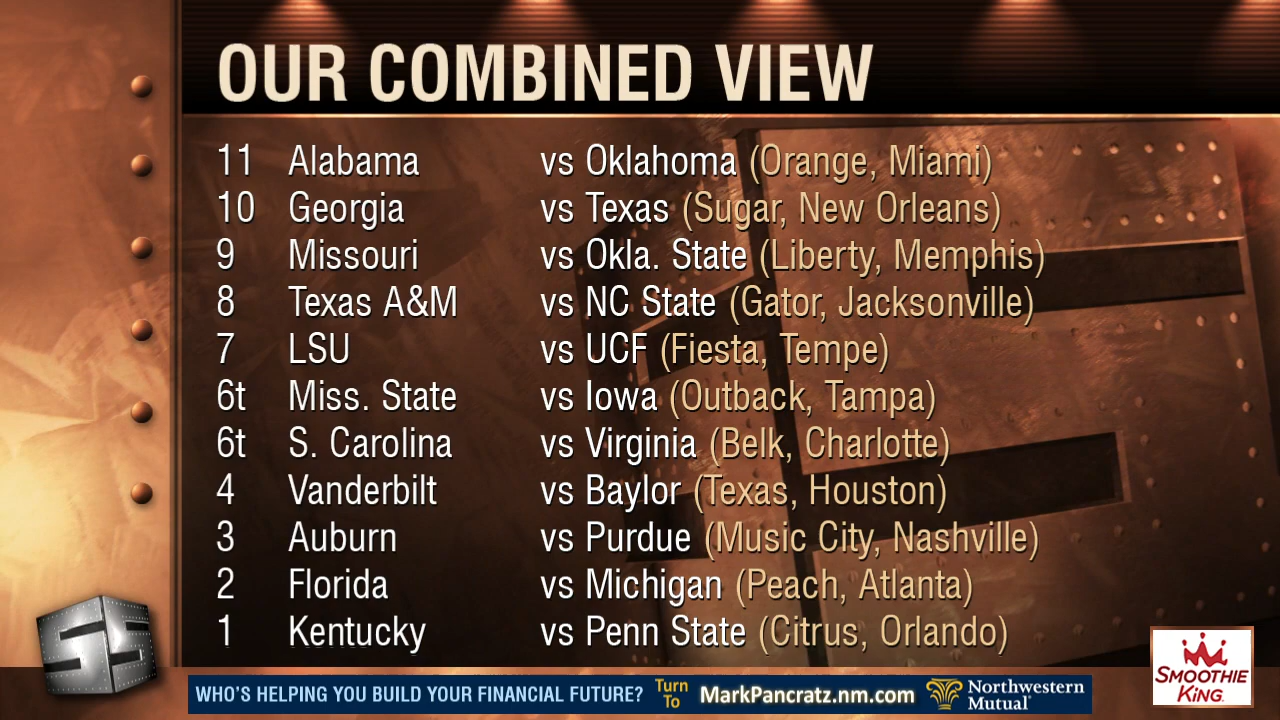 OUR COMBINED VIEW
11 Alabama vs Oklahoma (Orange, Miami)
10 Georgia vs Texas (Sugar, New Orleans)
9 Missouri vs Okla. State (Liberty, Memphis)
8 Texas A&M vs NC State (Gator, Jacksonville)
7 LSU vs UCF (Fiesta, Tempe)
6t Miss. State vs Iowa (Outback, Tampa)
6t S. Carolina vs Virginia (Belk, Charlotte)
4 Vanderbilt vs Baylor (Texas, Houston)
3 Auburn vs Purdue (Music City, Nashville)
2 Florida vs Michigan (Peach, Atlanta)
1 Kentucky vs Penn State (Citrus, Orlando)
SS
WHO'S HELPING YOU BUILD YOUR FINANCIAL FUTURE? Turn To MarkPancratz.nm.com Northwestern Mutual®
SMOOTHIE
KING